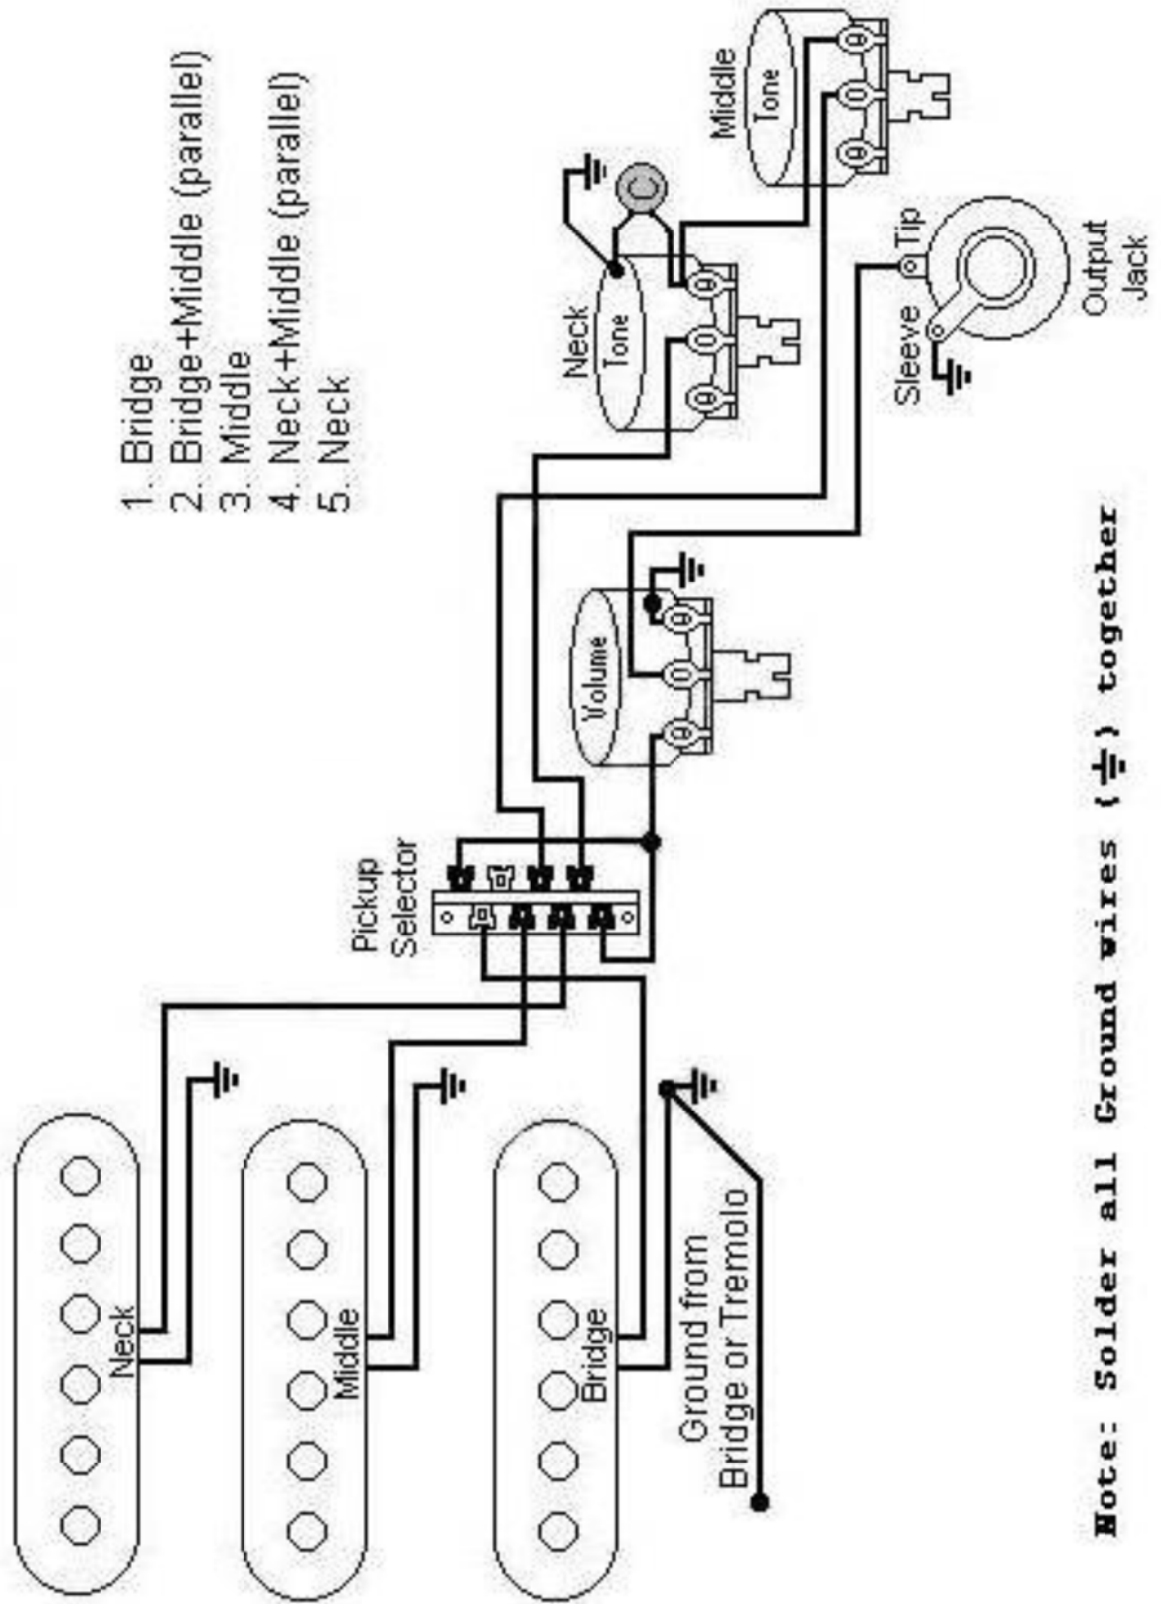 1. Bridge
2. Bridge+Middle (parallel)
3. Middle
4. Neck+Middle (parallel)
5. Neck
Neck
Middle
Bridge
Pickup
Selector
Volume
Neck
Tone
Middle
Tone
Tip
Sleeve
Output
Jack
Ground from
Bridge or Tremolo
Note: Solder all Ground wires (⏚) together